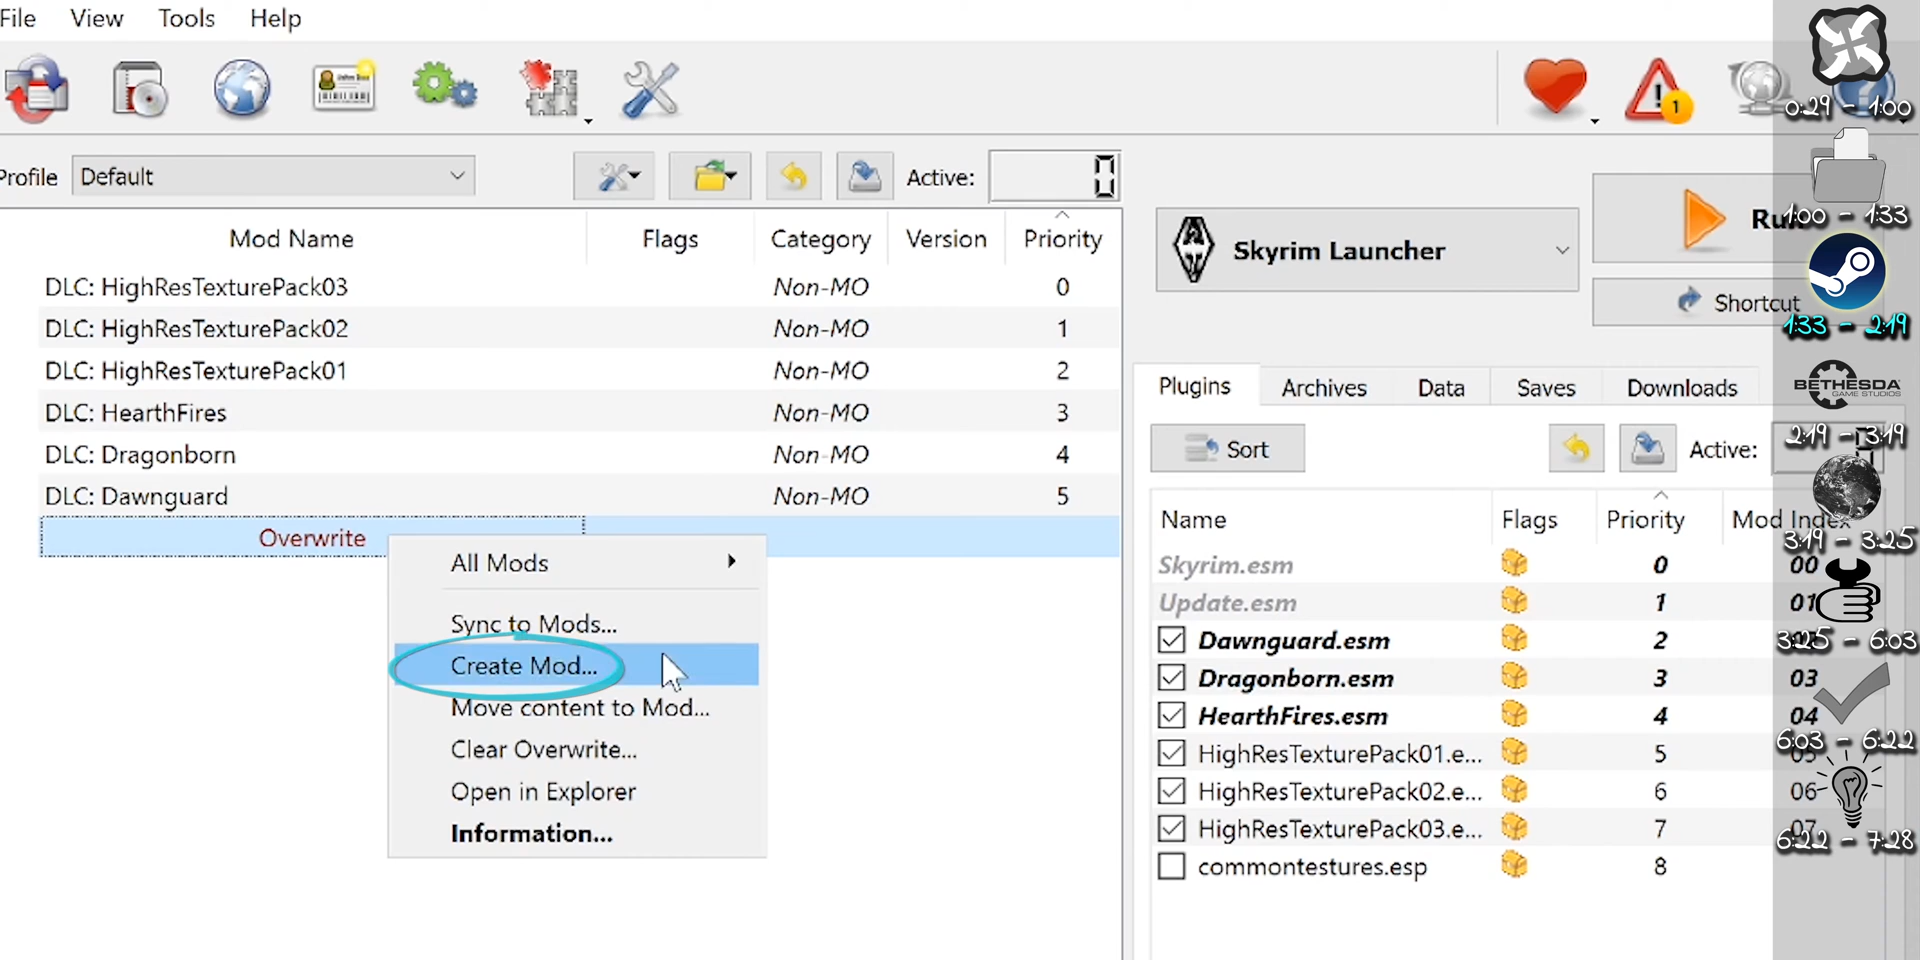 File View Tools Help
Profile Default Active: 0
Mod Name Flags Category Version Priority
DLC: HighResTexturePack03 Non-MO 0
DLC: HighResTexturePack02 Non-MO 1
DLC: HighResTexturePack01 Non-MO 2
DLC: HearthFires Non-MO 3
DLC: Dragonborn Non-MO 4
DLC: Dawnguard Non-MO 5
Overwrite
All Mods
Sync to Mods...
Create Mod...
Move content to Mod...
Clear Overwrite...
Open in Explorer
Information...
1
Skyrim Launcher
Run
Shortcut
Plugins Archives Data Saves Downloads
Sort Active:
Name Flags Priority Mod Index
Skyrim.esm 0 00
Update.esm 1 01
Dawnguard.esm 2
Dragonborn.esm 3 03
HearthFires.esm 4 04
HighResTexturePack01.e... 5 05
HighResTexturePack02.e... 6 06
HighResTexturePack03.e... 7 07
commontestures.esp 8
0:29 - 1:00
1:00 - 1:33
1:33 - 2:19
BETHESDA
GAME STUDIOS
2:19 - 3:19
3:19 - 3:25
3:25 - 6:03
6:03 - 6:22
6:22 - 7:28